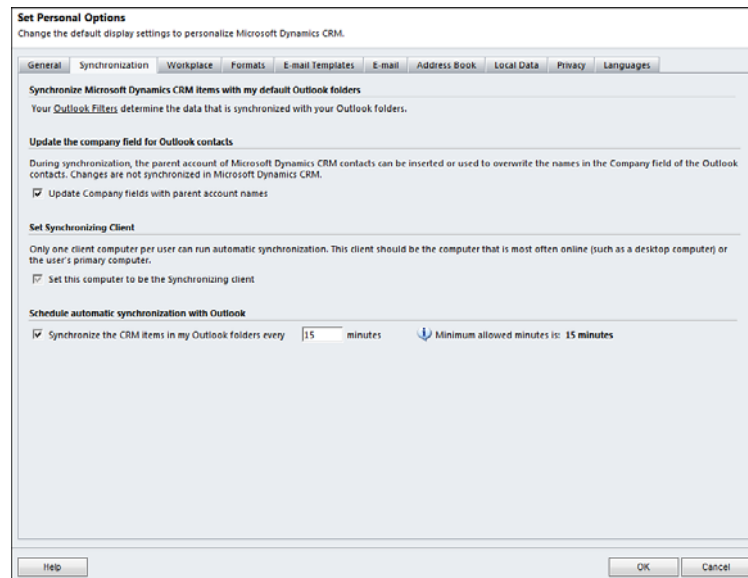 Set Personal Options
Change the default display settings to personalize Microsoft Dynamics CRM.
General Synchronization Workplace Formats E-mail Templates E-mail Address Book Local Data Privacy Languages
Synchronize Microsoft Dynamics CRM items with my default Outlook folders
Your Outlook Filters determine the data that is synchronized with your Outlook folders.
Update the company field for Outlook contacts
During synchronization, the parent account of Microsoft Dynamics CRM contacts can be inserted or used to overwrite the names in the Company field of the Outlook
contacts. Changes are not synchronized in Microsoft Dynamics CRM.
Update Company fields with parent account names
Set Synchronizing Client
Only one client computer per user can run automatic synchronization. This client should be the computer that is most often online (such as a desktop computer) or
the user's primary computer.
Set this computer to be the Synchronizing client
Schedule automatic synchronization with Outlook
Synchronize the CRM items in my Outlook folders every 15 minutes Minimum allowed minutes is: 15 minutes
Help OK Cancel